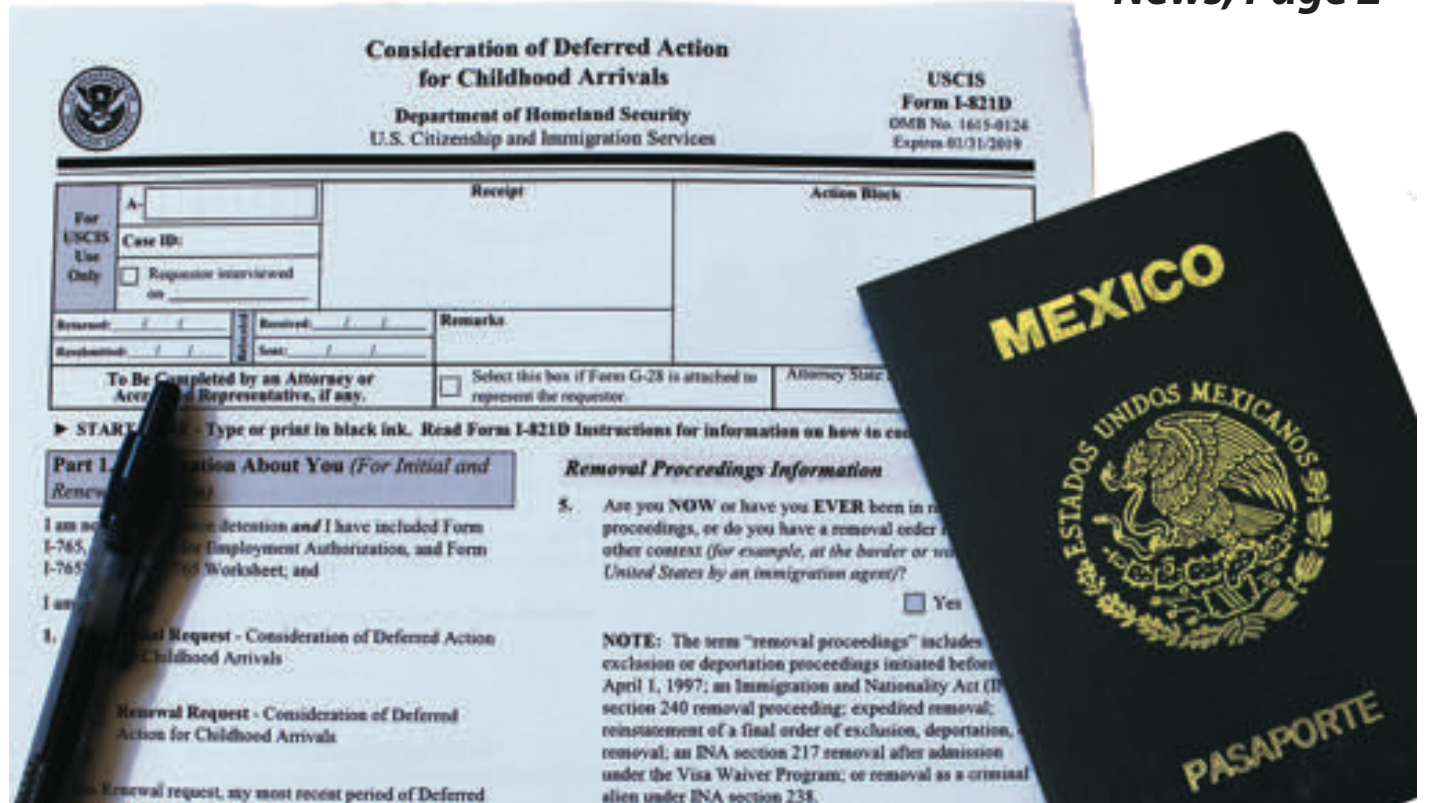 News, Page 2
Consideration of Deferred Action
for Childhood Arrivals
Department of Homeland Security
U.S. Citizenship and Immigration Services
USCIS
Form I-821D
OMB No. 1615-0124
Expires 01/31/2019
For
USCIS
Use
Only
A-
Case ID:
Requestor interviewed
on
Receipt
Action Block
Returned: / /
Resubmitted: / /
Received: / /
Sent: / /
Remarks
To Be Completed by an Attorney or
Representative, if any.
Select this box if Form G-28 is attached to
represent the requestor.
Attorney State
► START - Type or print in black ink. Read Form I-821D Instructions for information on how to
Part 1. About You (For Initial and
I am detention and I have included Form
I-765, Employment Authorization, and Form
Worksheet; and
I am
1. Request - Consideration of Deferred Action
Childhood Arrivals
Renewal Request - Consideration of Deferred
Action for Childhood Arrivals
Renewal request, my most recent period of Deferred
Removal Proceedings Information
5. Are you NOW or have you EVER been in
proceedings, or do you have a removal order
other context (for example, at the border or
United States by an immigration agent)?
Yes
NOTE: The term "removal proceedings" includes
exclusion or deportation proceedings initiated before
April 1, 1997; an Immigration and Nationality Act
section 240 removal proceeding; expedited removal;
reinstatement of a final order of exclusion, deportation,
removal; an INA section 217 removal after admission
under the Visa Waiver Program; or removal as a criminal
alien under INA section 238.
MEXICO
ESTADOS UNIDOS MEXICANOS
PASAPORTE